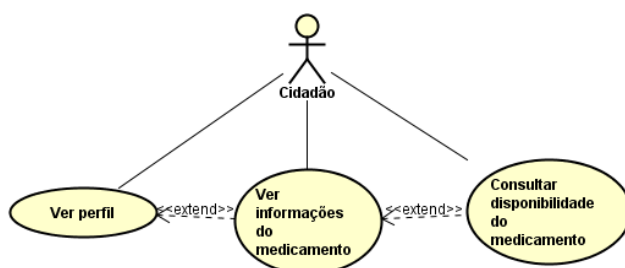 Cidadão
Ver perfil
<<extend>>
Ver
informações
do
medicamento
<<extend>>
Consultar
disponibilidade
do
medicamento